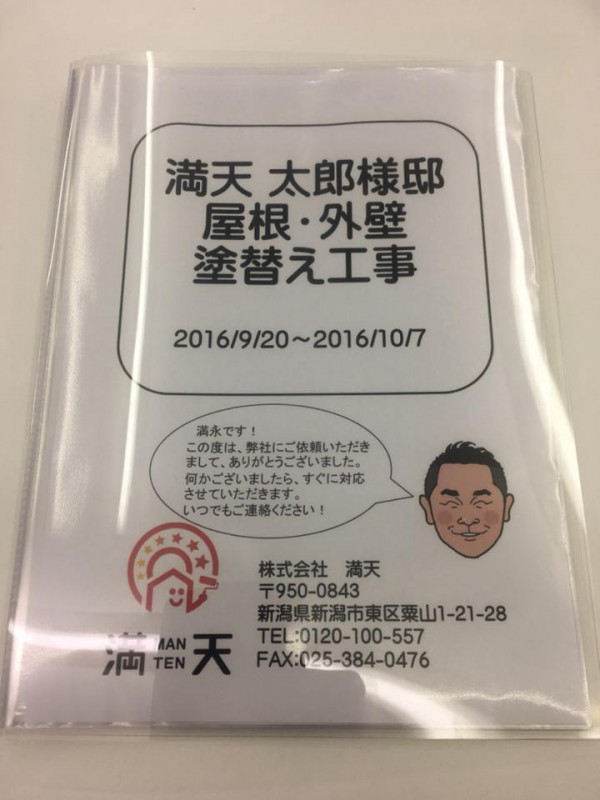 満天 太郎様邸
屋根・外壁
塗替え工事
2016/9/20～2016/10/7
満永です！
この度は、弊社にご依頼いただき
まして、ありがとうございました。
何かございましたら、すぐに対応
させていただきます。
いつでもご連絡ください！
株式会社　満天
〒950-0843
新潟県新潟市東区粟山1-21-28
TEL:0120-100-557
FAX:025-384-0476
満 MAN TEN 天